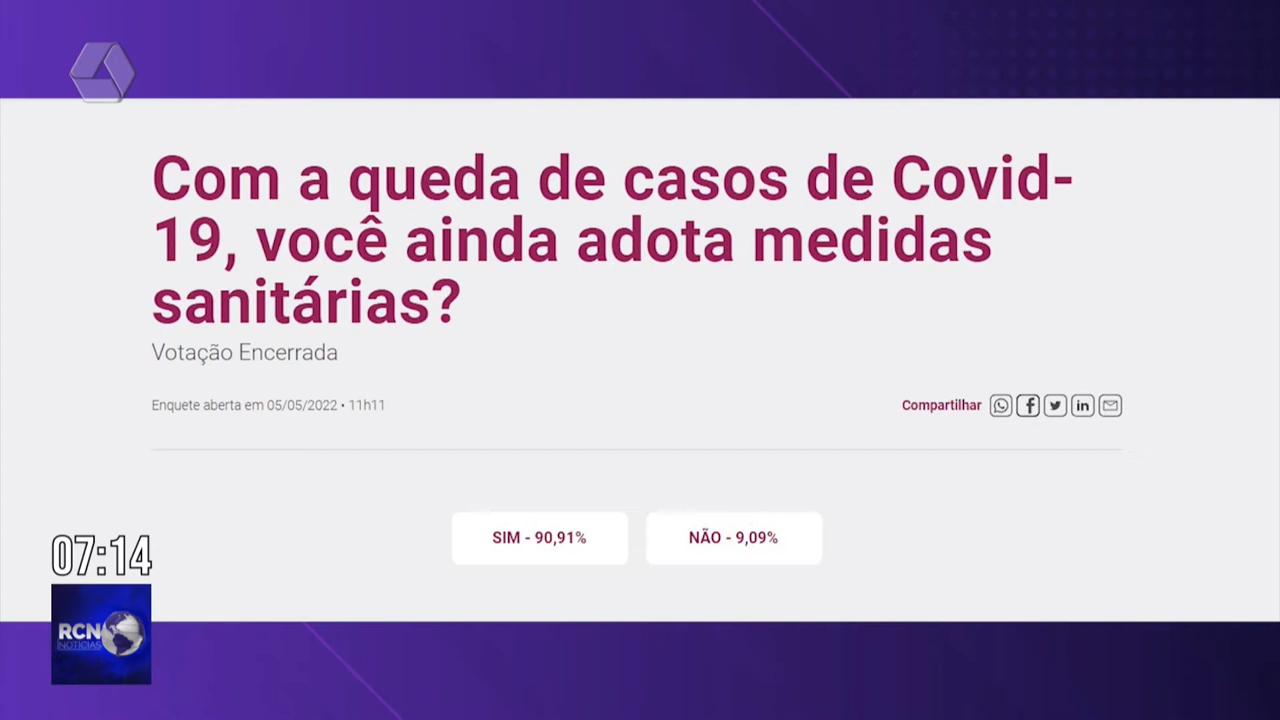 Com a queda de casos de Covid-
19, você ainda adota medidas
sanitárias?
Votação Encerrada
Enquete aberta em 05/05/2022 • 11h11
Compartilhar
SIM - 90,91%
NÃO - 9,09%
07:14
RCN
NOTÍCIAS